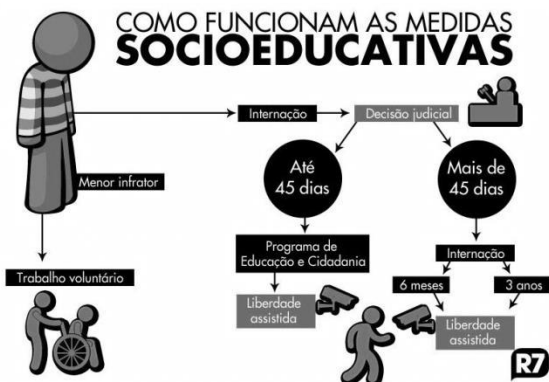 COMO FUNCIONAM AS MEDIDAS
SOCIOEDUCATIVAS
Internação
Decisão judicial
Menor infrator
Até
45 dias
Mais de
45 dias
Programa de
Educação e Cidadania
Internação
Trabalho voluntário
6 meses
3 anos
Liberdade
assistida
Liberdade
assistida
R7